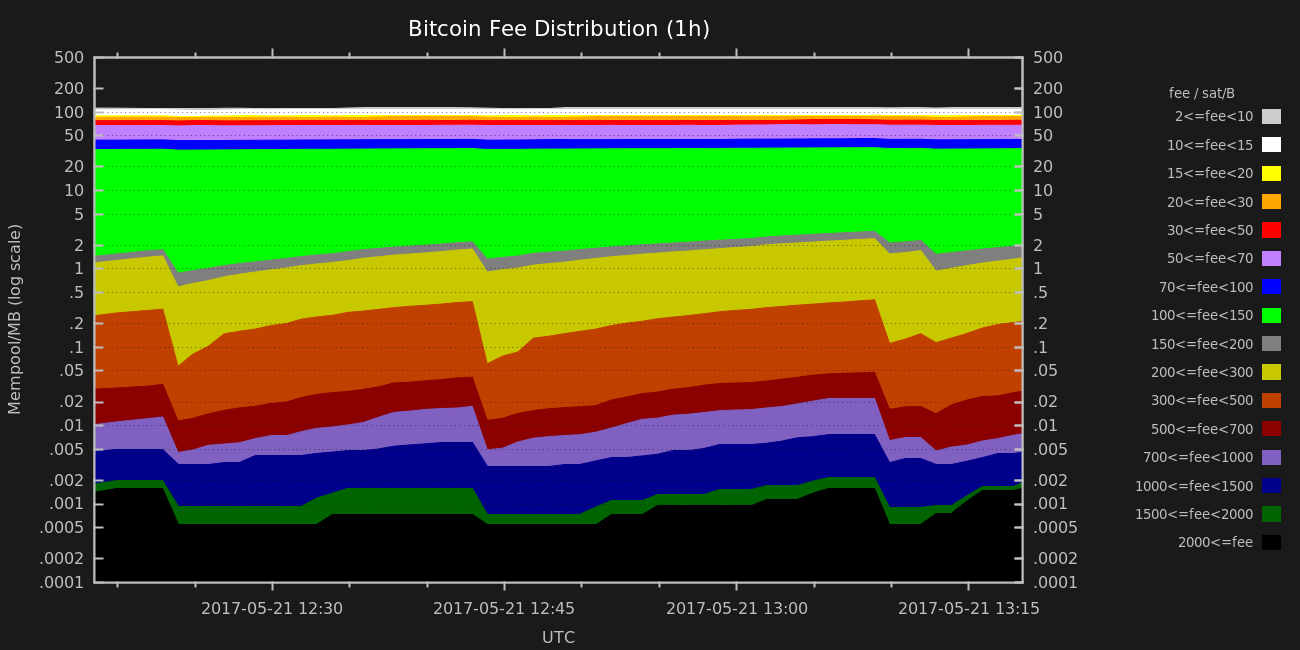 Bitcoin Fee Distribution (1h)
Mempool/MB (log scale)
500
200
100
50
20
10
5
2
1
.5
.2
.1
.05
.02
.01
.005
.002
.001
.0005
.0002
.0001
500
200
100
50
20
10
5
2
1
.5
.2
.1
.05
.02
.01
.005
.002
.001
.0005
.0002
.0001
2017-05-21 12:30 2017-05-21 12:45 2017-05-21 13:00 2017-05-21 13:15
UTC
fee / sat/B
2<=fee<10
10<=fee<15
15<=fee<20
20<=fee<30
30<=fee<50
50<=fee<70
70<=fee<100
100<=fee<150
150<=fee<200
200<=fee<300
300<=fee<500
500<=fee<700
700<=fee<1000
1000<=fee<1500
1500<=fee<2000
2000<=fee